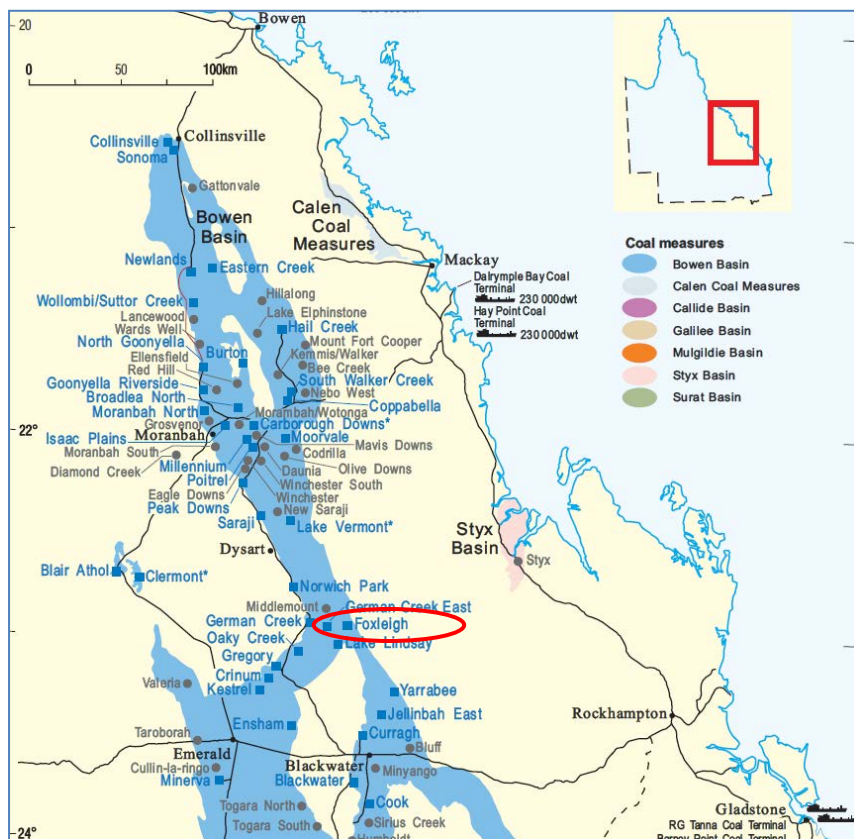 20
Bowen
0
50
100km
Collinsville
Collinsville
Sonoma
Gattonvale
Bowen
Basin
Calen
Coal
Measures
Newlands
Eastern Creek
Mackay
Dalrymple Bay Coal
Terminal
230 000dwt
Hay Point Coal
Terminal
230 000dwt
Coal measures
Bowen Basin
Calen Coal Measures
Callide Basin
Galilee Basin
Mulgildie Basin
Styx Basin
Surat Basin
Wollombi/Suttor Creek
Hillalong
Lancewood
Lake Elphinstone
Wards Well
Hail Creek
North Goonyella
Mount Fort Cooper
Ellensfield
Burton
Kemmis/Walker
Red Hill
Bee Creek
Goonyella Riverside
South Walker Creek
Broadlea North
Nebo West
Moranbah North
Coppabella
Grosvenor
Morambah/Wotonga
Moranbah
Carborough Downs*
Isaac Plains
Moorvale
Moranbah South
Mavis Downs
Codrilla
Diamond Creek
Millennium
Olive Downs
Poitrel
Daunia
Eagle Downs
Winchester South
Peak Downs
Winchester
New Saraji
Saraji
Lake Vermont*
22°
Dysart
Styx
Basin
Styx
Blair Athol
Clermont*
Norwich Park
Middlemount
German Creek East
German Creek
Foxleigh
Oaky Creek
Lake Lindsay
Gregory
Crinum
Valeria
Kestrel
Yarrabee
Jellinbah East
Rockhampton
Ensham
Curragh
Taroborah
Bluff
Emerald
Blackwater
Cullin-la-ringo
Minyango
Minerva
Blackwater
Togara North
Cook
Sirius Creek
Togara South
Gladstone
RG Tanna Coal Terminal
Barney Point Coal Terminal
24°
Humboldt